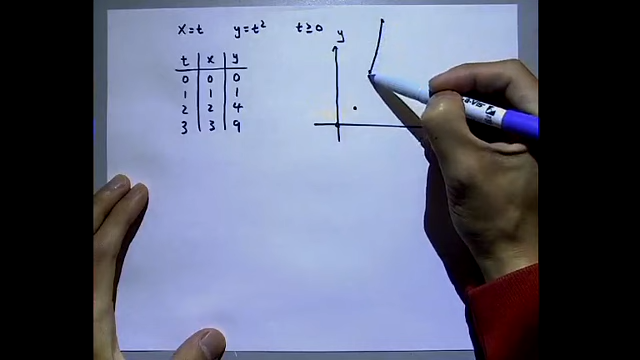 x=t y=t² t≥0
y
t x y
0 0 0
1 1 1
2 2 4
3 3 9